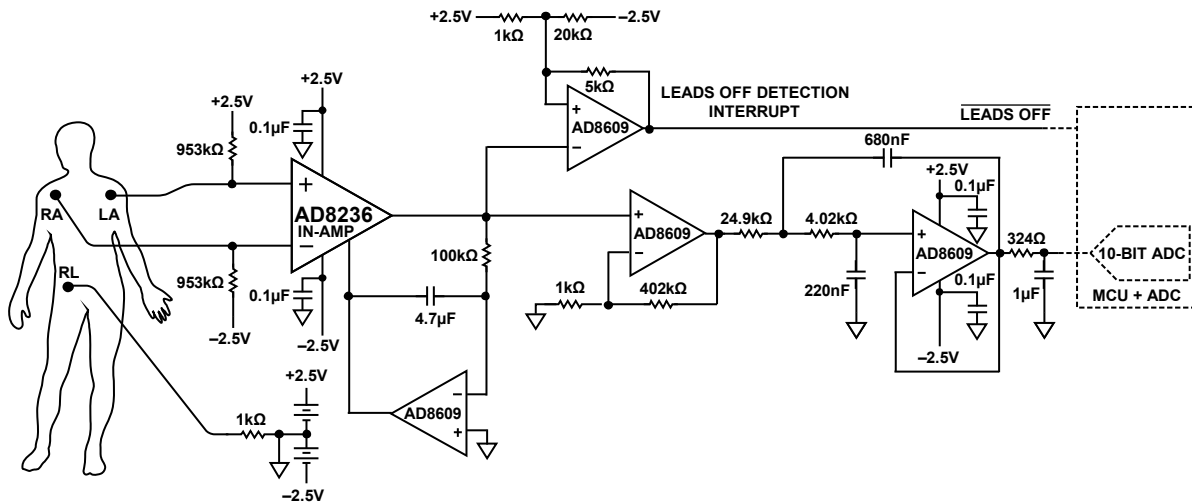 +2.5V
–2.5V
1kΩ
20kΩ
5kΩ
+
AD8609
–
LEADS OFF DETECTION
INTERRUPT
LEADS OFF
+2.5V
+2.5V
0.1µF
953kΩ
+
AD8236
IN-AMP
–
RA
LA
RL
953kΩ
0.1µF
–2.5V
–2.5V
100kΩ
4.7µF
–
AD8609
+
+2.5V
1kΩ
–2.5V
+
AD8609
–
1kΩ
402kΩ
24.9kΩ
4.02kΩ
680nF
220nF
+2.5V
0.1µF
+
AD8609
–
0.1µF
–2.5V
324Ω
1µF
10-BIT ADC
MCU + ADC